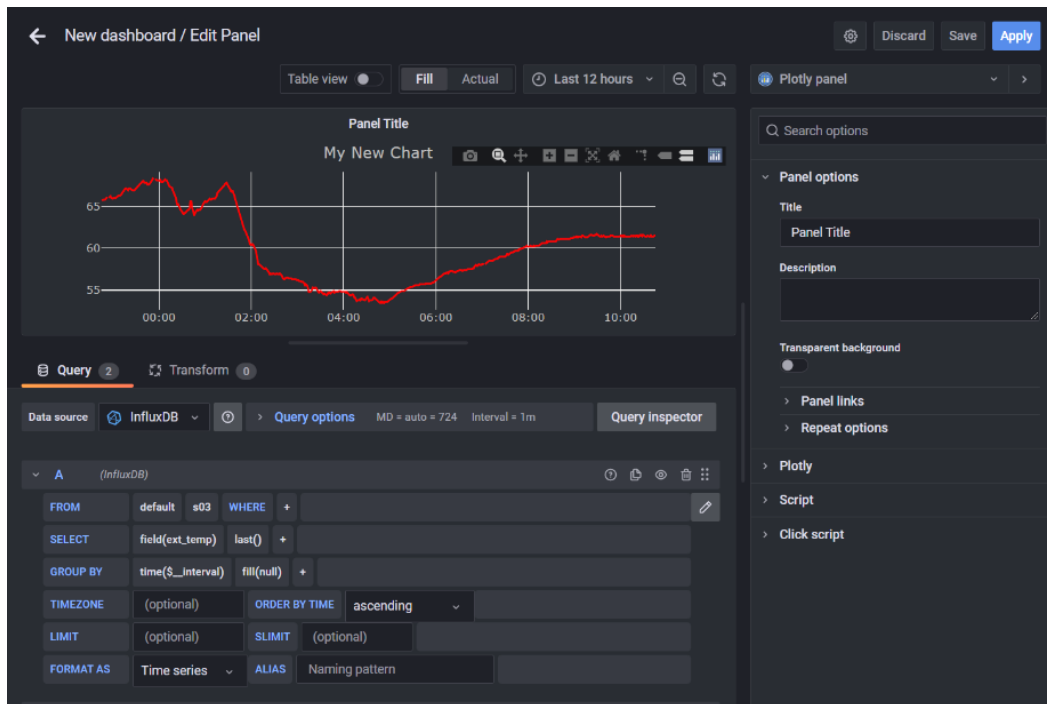 New dashboard / Edit Panel
Discard Save Apply
Table view Fill Actual Last 12 hours Plotly panel
Panel Title
My New Chart
65
60
55
00:00 02:00 04:00 06:00 08:00 10:00
Search options
Panel options
Title
Panel Title
Description
Transparent background
Panel links
Repeat options
Plotly
Script
Click script
Query 2 Transform 0
Data source InfluxDB Query options MD = auto = 724 Interval = 1m Query inspector
A (InfluxDB)
FROM default s03 WHERE +
SELECT field(ext_temp) last() +
GROUP BY time($__interval) fill(null) +
TIMEZONE (optional) ORDER BY TIME ascending
LIMIT (optional) SLIMIT (optional)
FORMAT AS Time series ALIAS Naming pattern